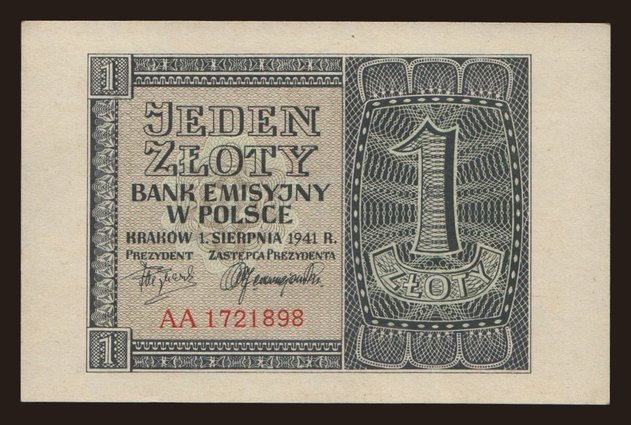 1
JEDEN
ZŁOTY
BANK EMISYJNY
W POLSCE
KRAKÓW 1. SIERPNIA 1941 R.
PREZYDENT ZASTĘPCA PREZYDENTA
AA 1721898
1
1
ZŁOTY